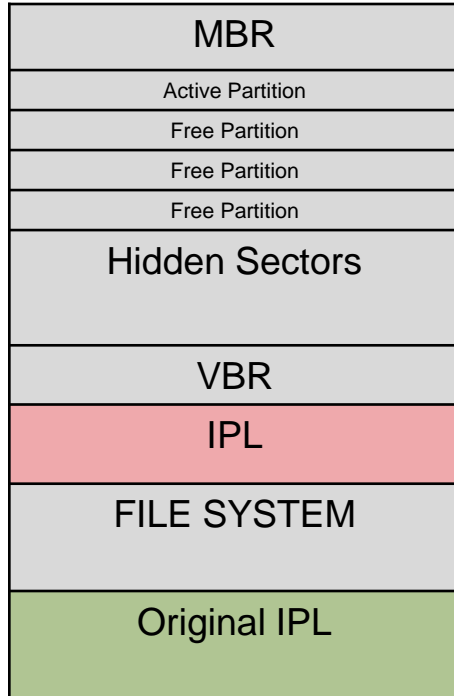 MBR
Active Partition
Free Partition
Free Partition
Free Partition
Hidden Sectors
VBR
IPL
FILE SYSTEM
Original IPL